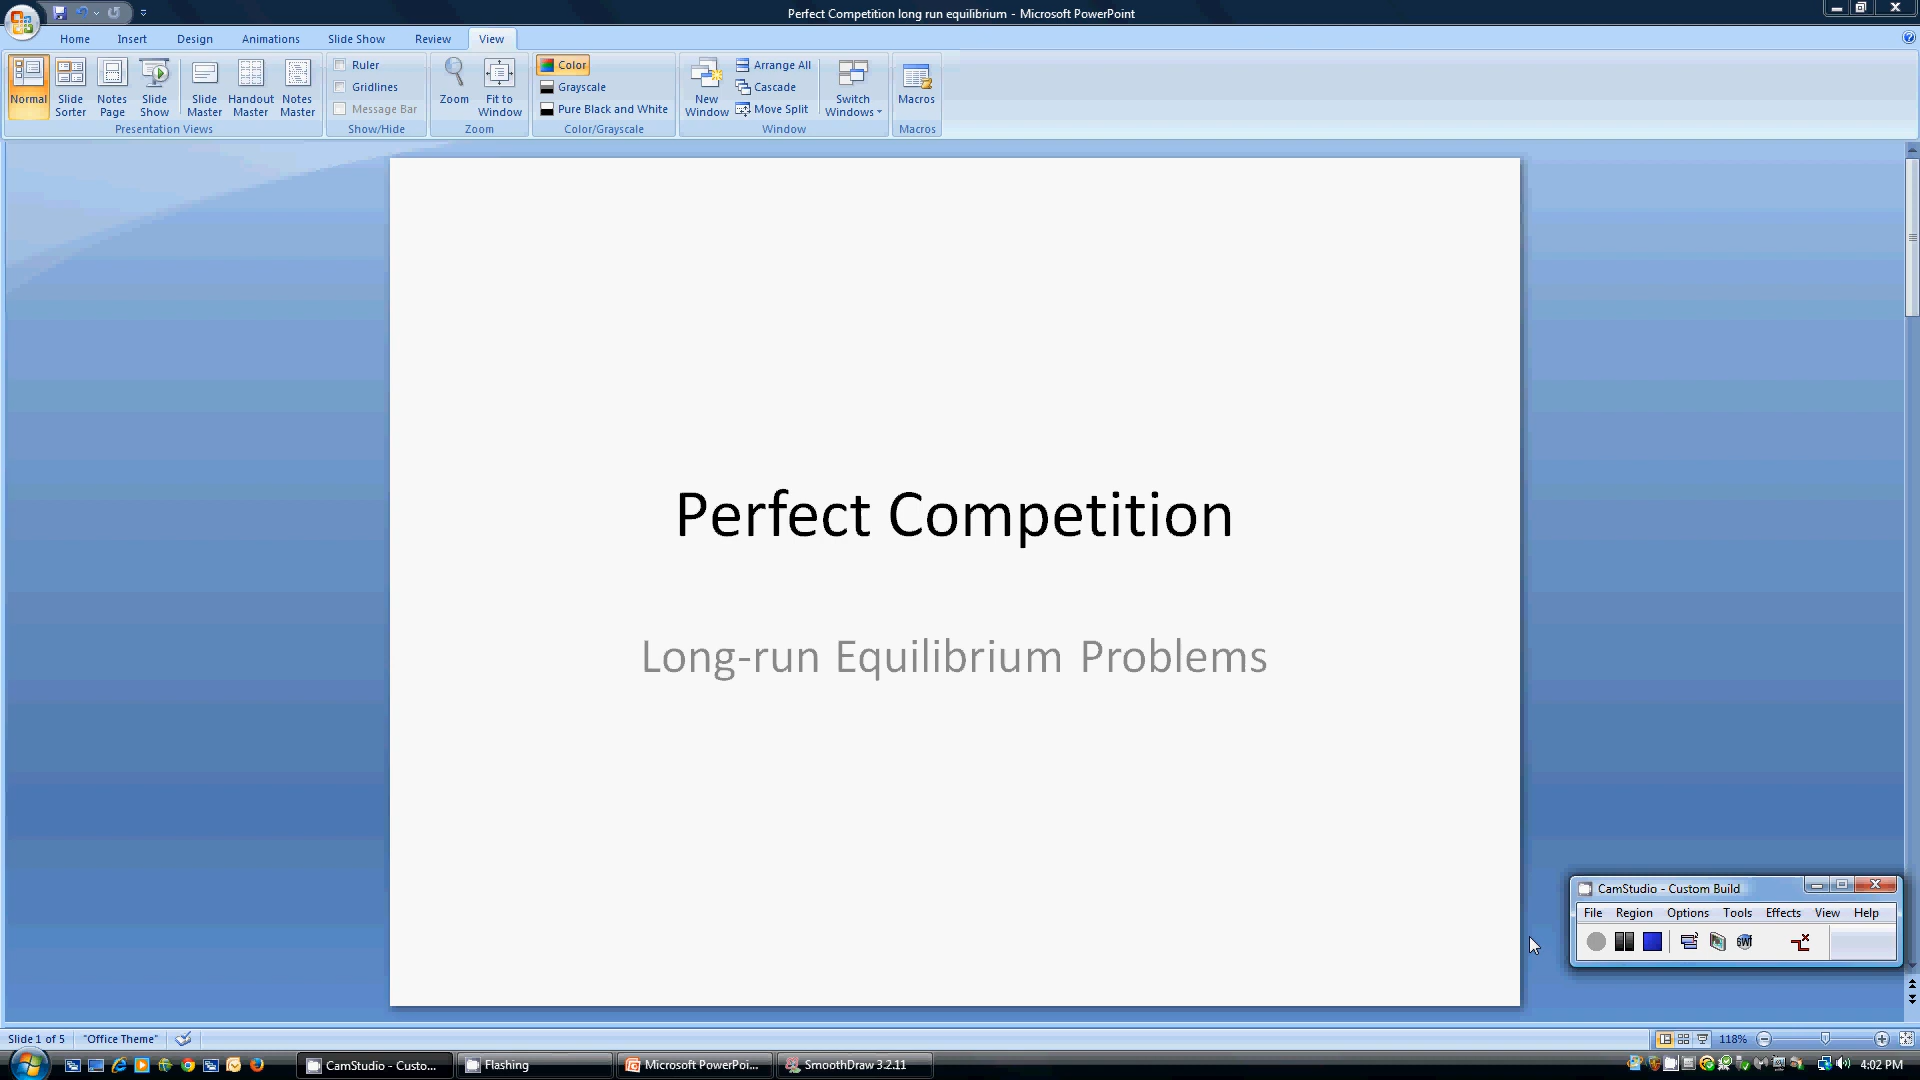 Perfect Competition long run equilibrium - Microsoft PowerPoint
Home Insert Design Animations Slide Show Review View
Normal Slide Sorter Notes Page Slide Show Slide Master Handout Master Notes Master
Presentation Views
Ruler
Gridlines
Message Bar
Show/Hide
Zoom Fit to Window
Zoom
Color
Grayscale
Pure Black and White
Color/Grayscale
New Window
Arrange All
Cascade
Move Split
Switch Windows
Window
Macros
Macros
Perfect Competition
Long-run Equilibrium Problems
CamStudio - Custom Build
File Region Options Tools Effects View Help
Slide 1 of 5 "Office Theme" 118%
CamStudio - Custo... Flashing Microsoft PowerPoi... SmoothDraw 3.2.11 4:02 PM